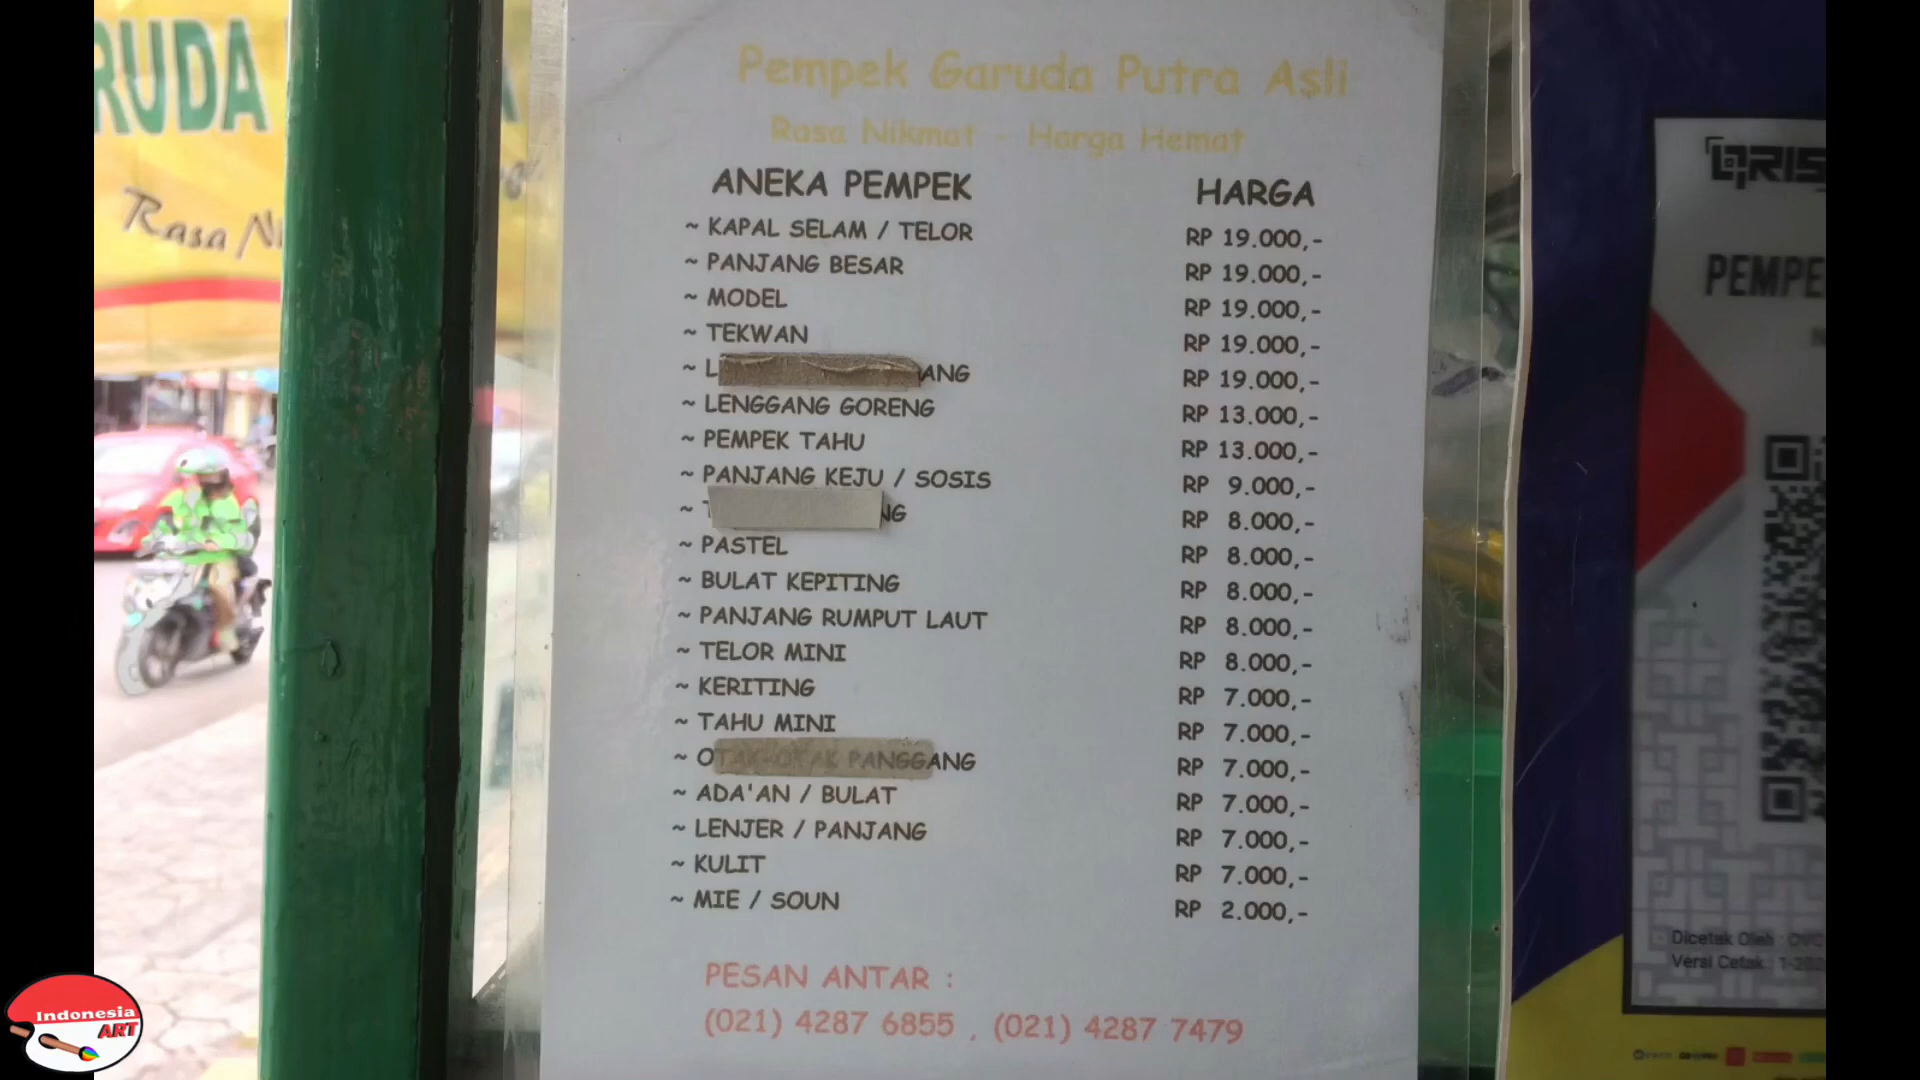 RUDA
Rasa
Pempek Garuda Putra Asli
Rasa Nikmat - Harga Hemat
ANEKA PEMPEK HARGA
~ KAPAL SELAM / TELOR RP 19.000,-
~ PANJANG BESAR RP 19.000,-
~ MODEL RP 19.000,-
~ TEKWAN RP 19.000,-
~ L ANG RP 19.000,-
~ LENGGANG GORENG RP 13.000,-
~ PEMPEK TAHU RP 13.000,-
~ PANJANG KEJU / SOSIS RP 9.000,-
~ T NG RP 8.000,-
~ PASTEL RP 8.000,-
~ BULAT KEPITING RP 8.000,-
~ PANJANG RUMPUT LAUT RP 8.000,-
~ TELOR MINI RP 8.000,-
~ KERITING RP 7.000,-
~ TAHU MINI RP 7.000,-
~ OTAK-OTAK PANGGANG RP 7.000,-
~ ADA'AN / BULAT RP 7.000,-
~ LENJER / PANJANG RP 7.000,-
~ KULIT RP 7.000,-
~ MIE / SOUN RP 2.000,-
PESAN ANTAR :
(021) 4287 6855 , (021) 4287 7479
QRIS
PEMPE
Dicetak Oleh :
Versi Cetak :
Indonesia
ART